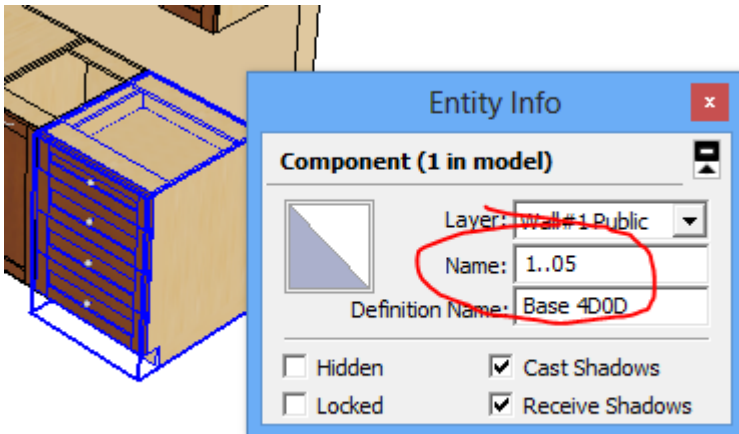 Entity Info
x
Component (1 in model)
Layer: Wall#1 Public
Name: 1..05
Definition Name: Base 4D0D
Hidden
Cast Shadows
Locked
Receive Shadows